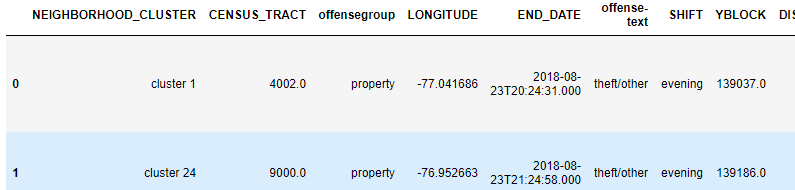 NEIGHBORHOOD_CLUSTER CENSUS_TRACT offensegroup LONGITUDE END_DATE offense-text SHIFT YBLOCK DIS
0 cluster 1 4002.0 property -77.041686 2018-08-23T20:24:31.000 theft/other evening 139037.0
1 cluster 24 9000.0 property -76.952663 2018-08-23T21:24:58.000 theft/other evening 139186.0